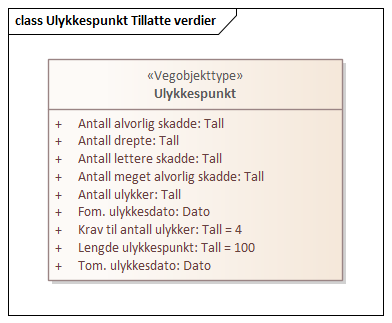 class Ulykkespunkt Tillatte verdier
«Vegobjekttype»
Ulykkespunkt
+ Antall alvorlig skadde: Tall
+ Antall drepte: Tall
+ Antall lettere skadde: Tall
+ Antall meget alvorlig skadde: Tall
+ Antall ulykker: Tall
+ Fom. ulykkesdato: Dato
+ Krav til antall ulykker: Tall = 4
+ Lengde ulykkespunkt: Tall = 100
+ Tom. ulykkesdato: Dato